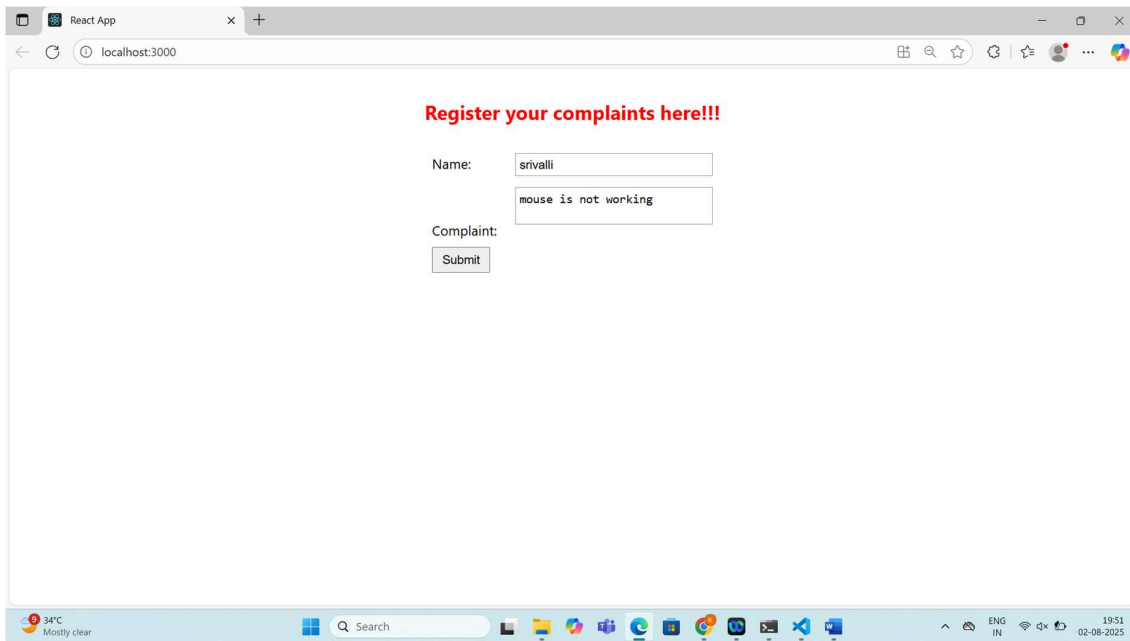 React App
localhost:3000
Register your complaints here!!!
Name: srivalli
mouse is not working
Complaint:
Submit
9 34°C
Mostly clear
Search
ENG
IN
19:51
02-08-2025